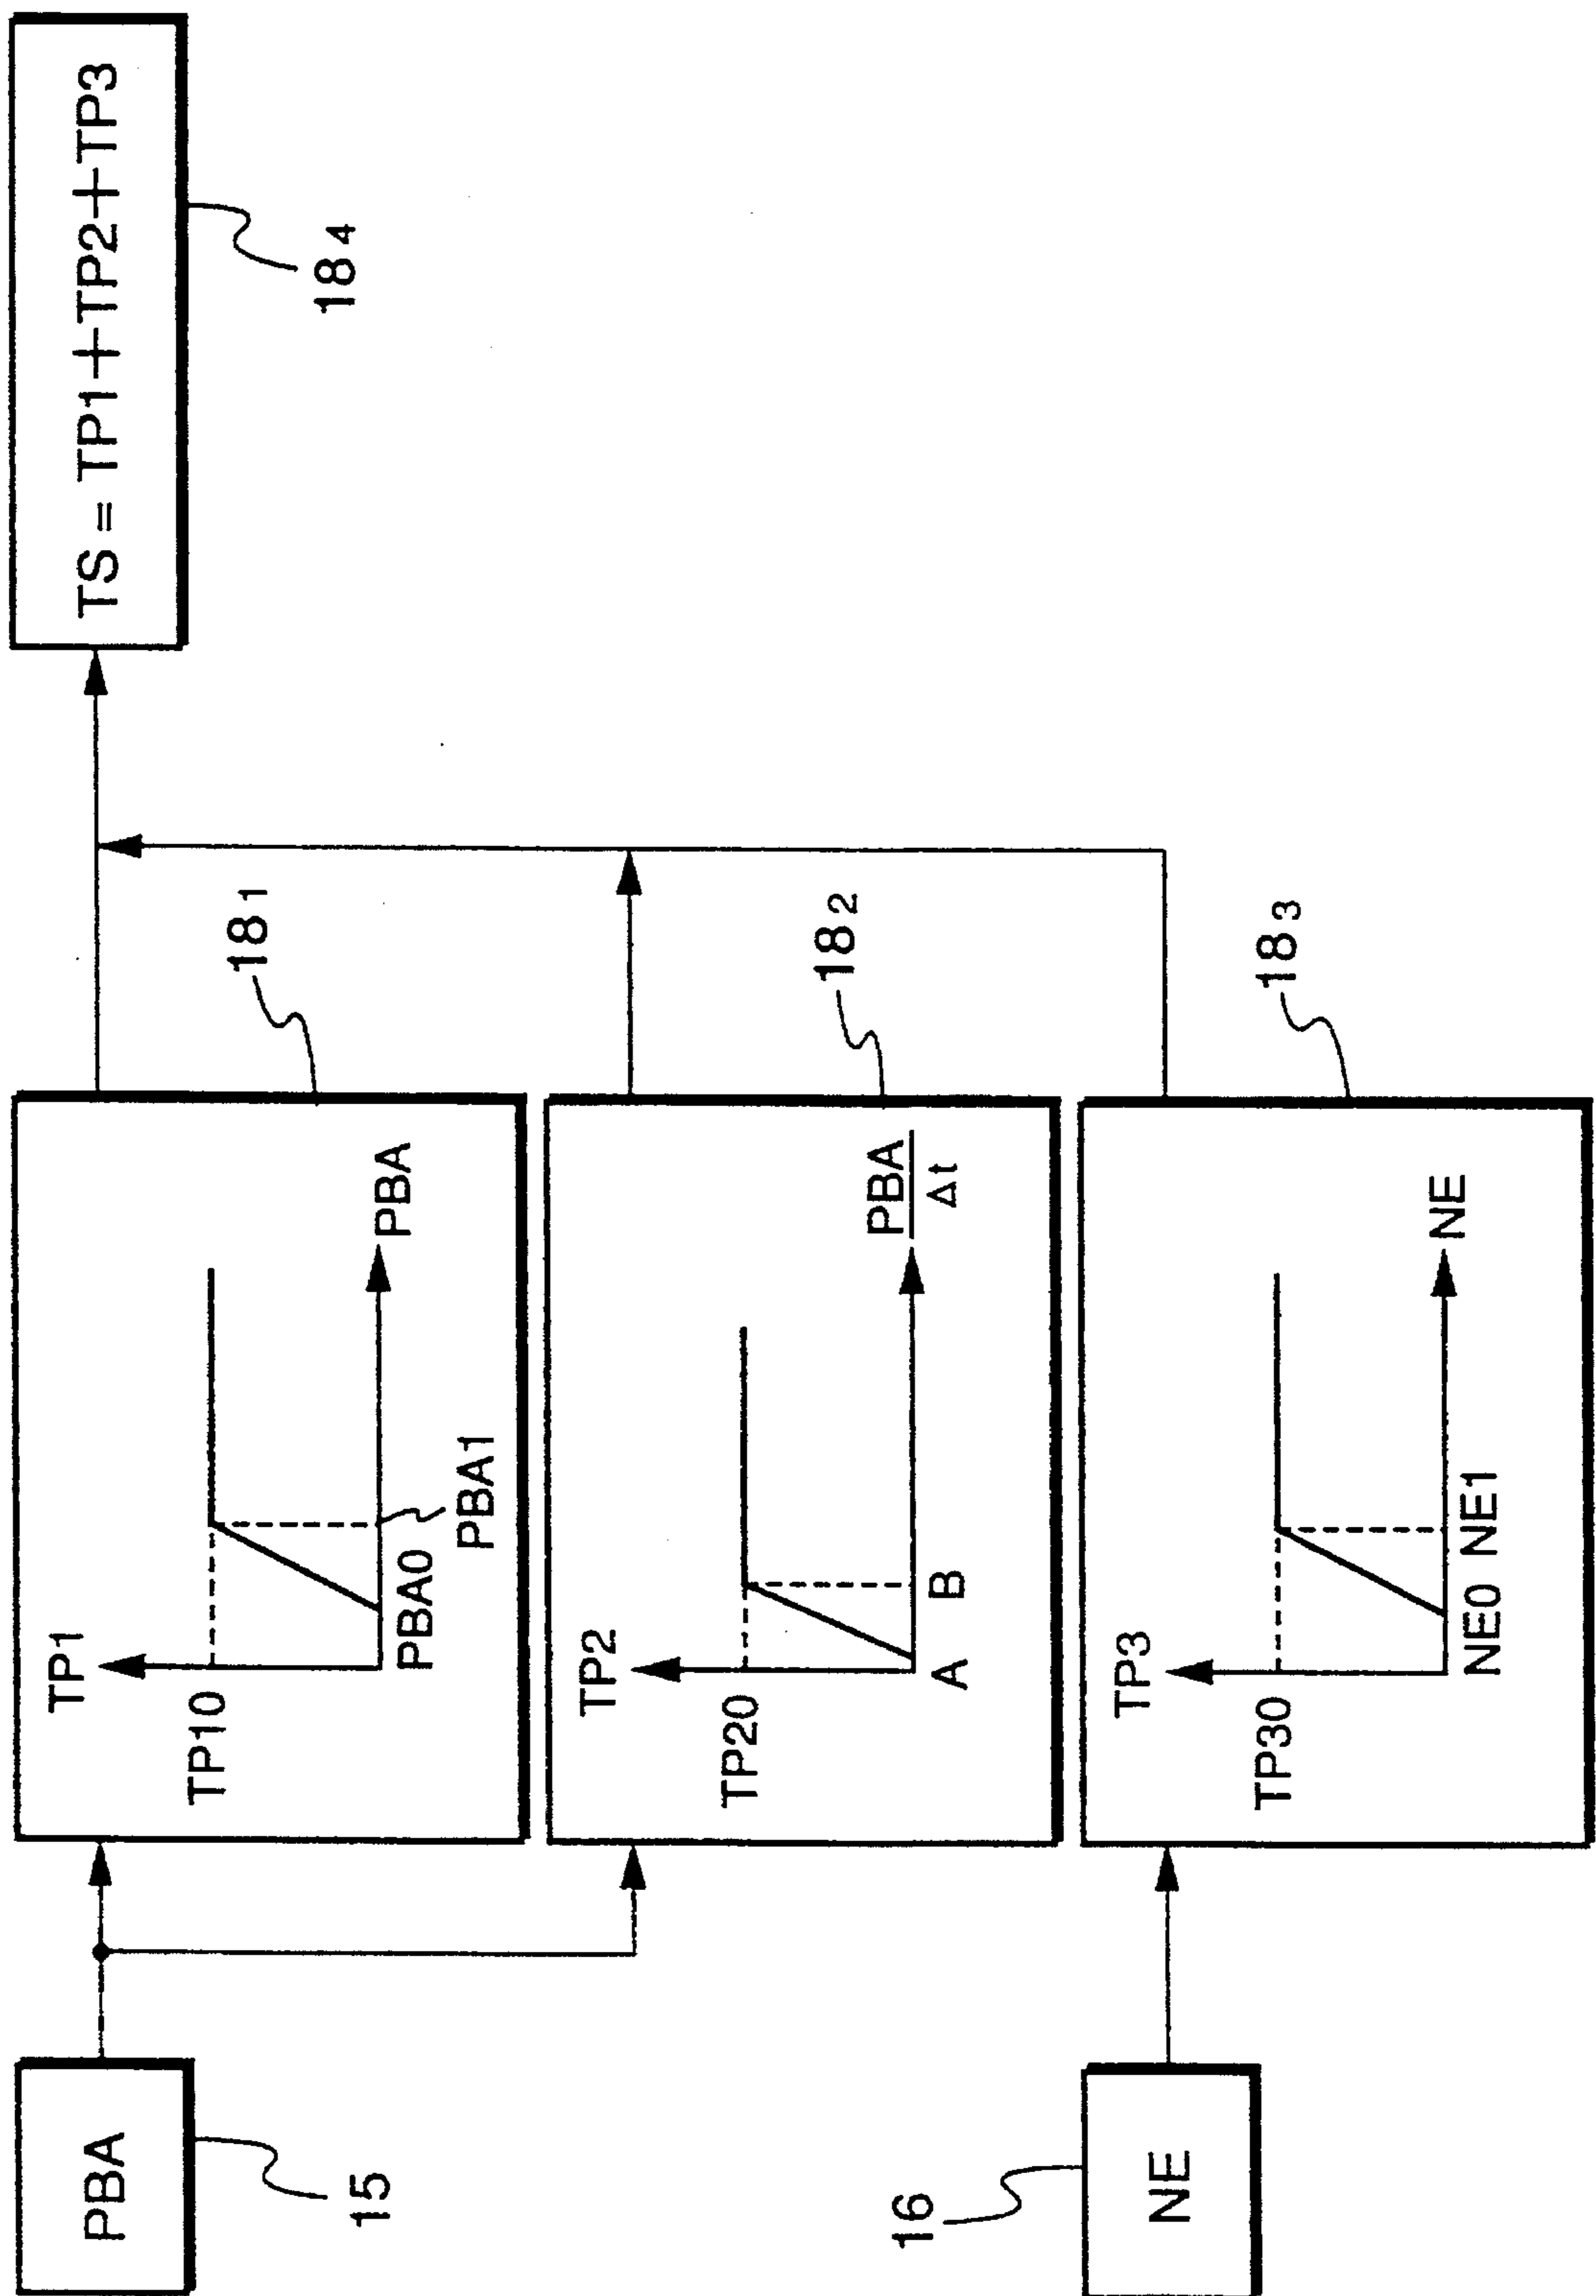 PBA
15
NE
16
TP1
TP10
PBA0
PBA1
PBA
18₁
TP2
TP20
A
B
PBA
Δt
18₂
TP3
TP30
NE0 NE1
NE
18₃
TS = TP1+TP2+TP3
18₄